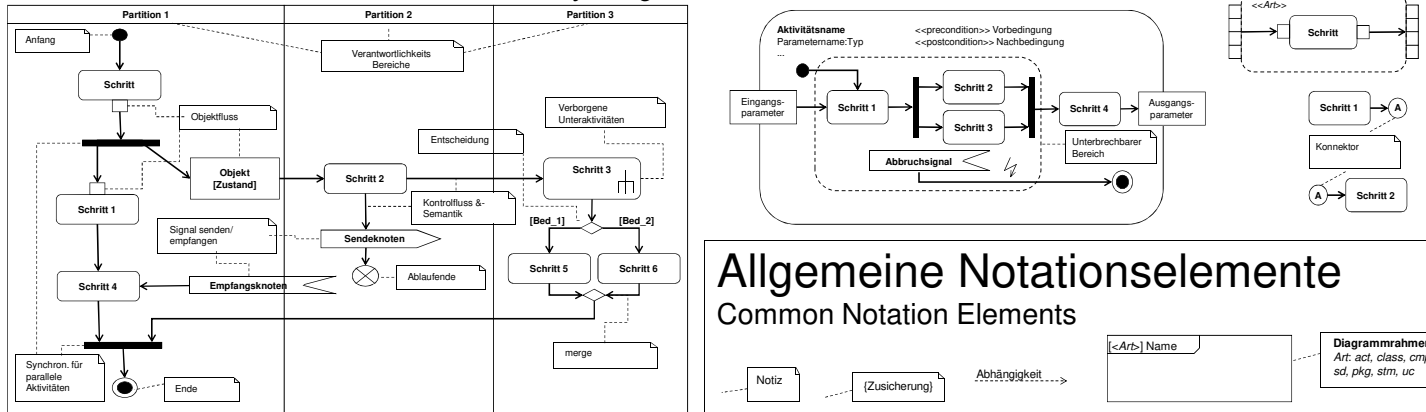 Partition 1
Partition 2
Partition 3
Anfang
Verantwortlichkeits
Bereiche
Schritt
Objektfluss
Verborgene
Unteraktivitäten
Entscheidung
Objekt
[Zustand]
Schritt 2
Schritt 3
Schritt 1
Kontrollfluss &-
Semantik
Signal senden/
empfangen
[Bed_1]
[Bed_2]
Sendeknoten
Schritt 5
Schritt 6
Schritt 4
Empfangsknoten
Ablaufende
merge
Synchron. für
parallele
Aktivitäten
Ende
Aktivitätsname
Parametername:Typ
...
<<precondition>> Vorbedingung
<<postcondition>> Nachbedingung
Eingangs-
parameter
Schritt 1
Schritt 2
Schritt 3
Schritt 4
Ausgangs-
parameter
Abbruchsignal
Unterbrechbarer
Bereich
<<Art>>
Schritt
Schritt 1
A
Konnektor
A
Schritt 2
Allgemeine Notationselemente
Common Notation Elements
Notiz
{Zusicherung}
Abhängigkeit
[<Art>] Name
Diagrammrahmen
Art: act, class, cmp
sd, pkg, stm, uc